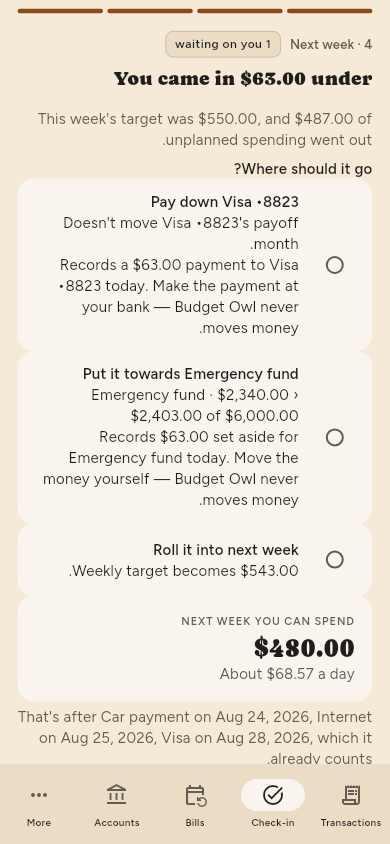 Next week · 4
waiting on you 1
You came in $63.00 under
This week's target was $550.00, and $487.00 of
unplanned spending went out.
Where should it go?
Pay down Visa •8823
Doesn't move Visa •8823's payoff
month.
Records a $63.00 payment to Visa
•8823 today. Make the payment at
your bank — Budget Owl never
moves money.
Put it towards Emergency fund
Emergency fund · $2,340.00 ›
$2,403.00 of $6,000.00
Records $63.00 set aside for
Emergency fund today. Move the
money yourself — Budget Owl never
moves money.
Roll it into next week
Weekly target becomes $543.00.
NEXT WEEK YOU CAN SPEND
$480.00
About $68.57 a day
That's after Car payment on Aug 24, 2026, Internet
on Aug 25, 2026, Visa on Aug 28, 2026, which it
already counts.
More
Accounts
Bills
Check-in
Transactions